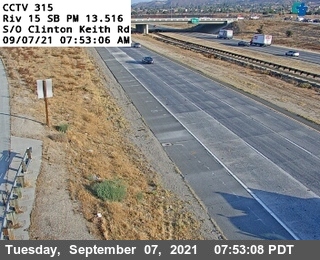 CCTV 315
Riv 15 SB PM 13.516
S/O Clinton Keith Rd
09/07/21 07:53:06 AM
Tuesday, September 07, 2021 07:53:08 PDT